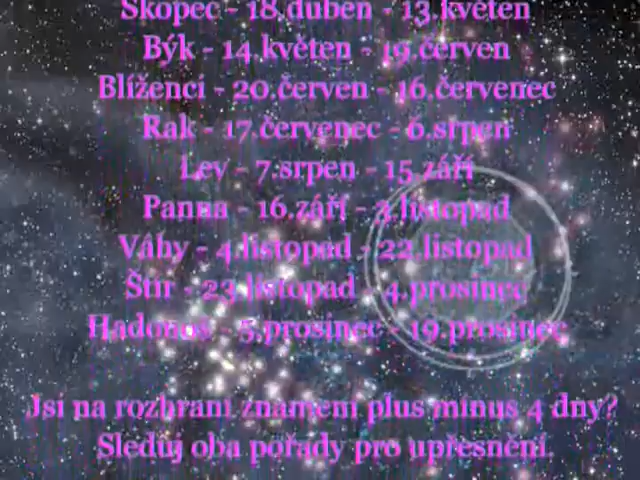 Skopec - 18.duben - 13.květen
Býk - 14.květen - 19.červen
Blíženci - 20.červen - 16.červenec
Rak - 17.červenec - 6.srpen
Lev - 7.srpen - 15.září
Panna - 16.září - 3.listopad
Váhy - 4.listopad - 22.listopad
Štír - 23.listopad - 4.prosinec
Hadonoš - 5.prosinec - 19.prosinec
Jsi na rozhraní znamení plus minus 4 dny?
Sleduj oba pořady pro upřesnění.